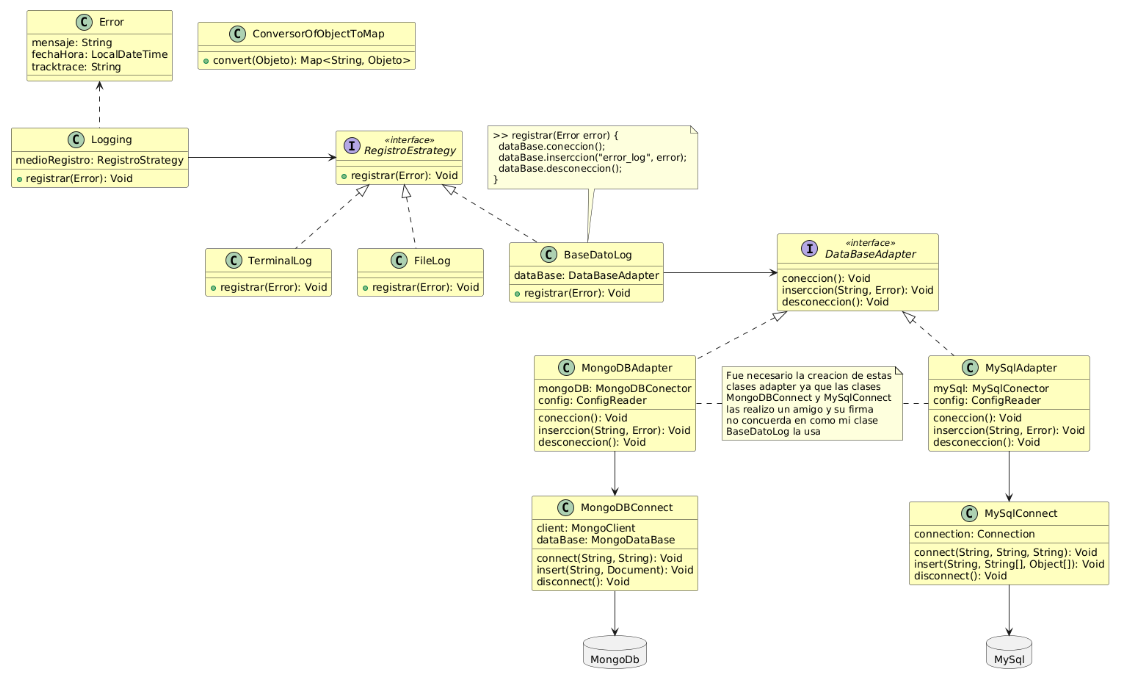 C Error
mensaje: String
fechaHora: LocalDateTime
tracktrace: String
C ConversorOfObjectToMap
convert(Objeto): Map<String, Objeto>
C Logging
medioRegistro: RegistroStrategy
registrar(Error): Void
I «interface»
RegistroEstrategy
registrar(Error): Void
>> registrar(Error error) {
dataBase.coneccion();
dataBase.inserccion("error_log", error);
dataBase.desconeccion();
}
C TerminalLog
registrar(Error): Void
C FileLog
registrar(Error): Void
C BaseDatoLog
dataBase: DataBaseAdapter
registrar(Error): Void
I «interface»
DataBaseAdapter
coneccion(): Void
inserccion(String, Error): Void
desconeccion(): Void
C MongoDBAdapter
mongoDB: MongoDBConector
config: ConfigReader
coneccion(): Void
inserccion(String, Error): Void
desconeccion(): Void
Fue necesario la creacion de estas
clases adapter ya que las clases
MongoDBConnect y MySqlConnect
las realizo un amigo y su firma
no concuerda en como mi clase
BaseDatoLog la usa
C MySqlAdapter
mySql: MySqlConector
config: ConfigReader
coneccion(): Void
inserccion(String, Error): Void
desconeccion(): Void
C MongoDBConnect
client: MongoClient
dataBase: MongoDataBase
connect(String, String): Void
insert(String, Document): Void
disconnect(): Void
C MySqlConnect
connection: Connection
connect(String, String, String): Void
insert(String, String[], Object[]): Void
disconnect(): Void
MongoDb
MySql